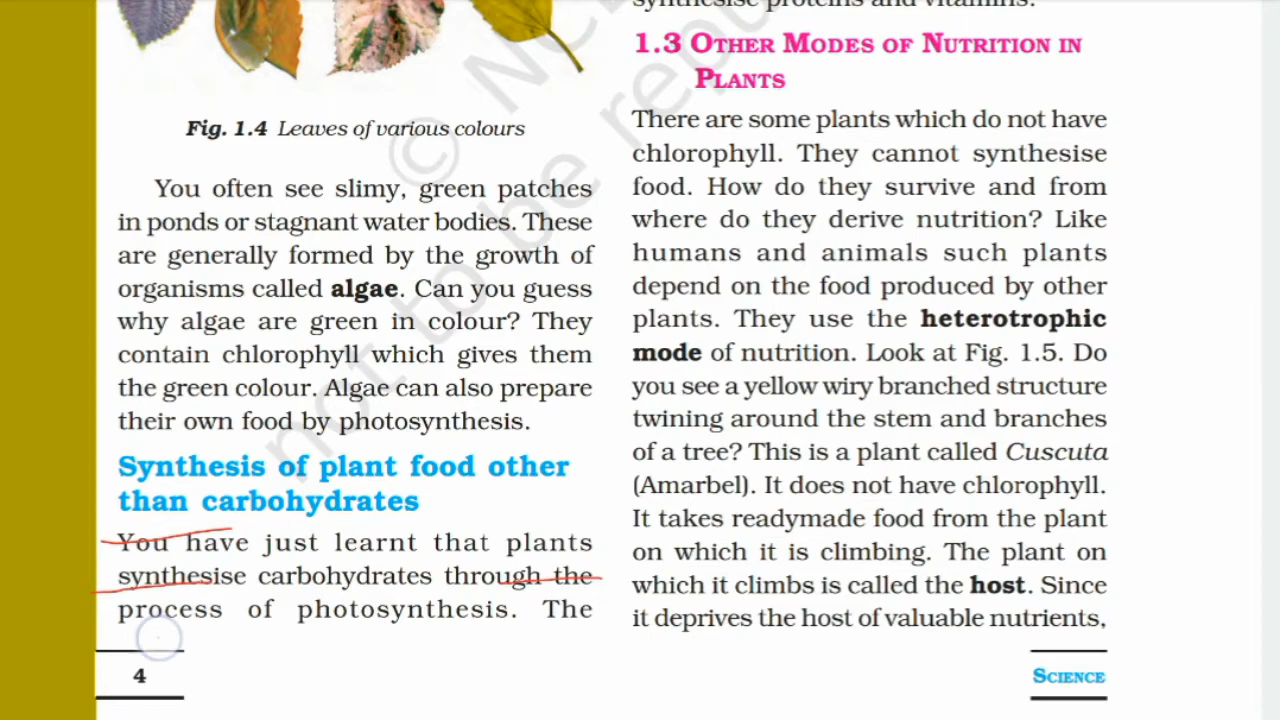 Fig. 1.4 Leaves of various colours
You often see slimy, green patches
in ponds or stagnant water bodies. These
are generally formed by the growth of
organisms called algae. Can you guess
why algae are green in colour? They
contain chlorophyll which gives them
the green colour. Algae can also prepare
their own food by photosynthesis.
Synthesis of plant food other
than carbohydrates
You have just learnt that plants
synthesise carbohydrates through the
process of photosynthesis. The
4
synthesise proteins and vitamins.
1.3 OTHER MODES OF NUTRITION IN
PLANTS
There are some plants which do not have
chlorophyll. They cannot synthesise
food. How do they survive and from
where do they derive nutrition? Like
humans and animals such plants
depend on the food produced by other
plants. They use the heterotrophic
mode of nutrition. Look at Fig. 1.5. Do
you see a yellow wiry branched structure
twining around the stem and branches
of a tree? This is a plant called Cuscuta
(Amarbel). It does not have chlorophyll.
It takes readymade food from the plant
on which it is climbing. The plant on
which it climbs is called the host. Since
it deprives the host of valuable nutrients,
SCIENCE
© NC
not to be repu